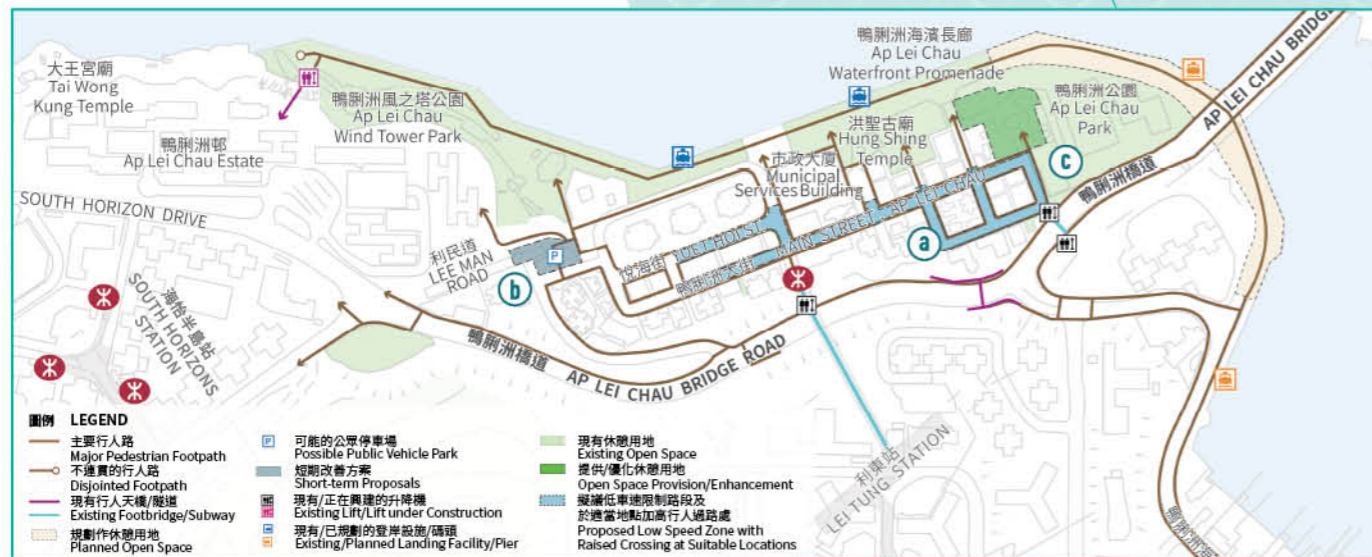 大王宮廟
Tai Wong
Kung Temple
鴨脷洲風之塔公園
Ap Lei Chau
Wind Tower Park
鴨脷洲邨
Ap Lei Chau Estate
鴨脷洲海濱長廊
Ap Lei Chau
Waterfront Promenade
鴨脷洲公園
Ap Lei Chau
Park
AP LEI CHAU BRIDGE
洪聖古廟
Hung Shing
Temple
市政大廈
Municipal
Services Building
SOUTH HORIZON DRIVE
利民道
LEE MAN
ROAD
悅海街 YUET HOI ST
鴨脷洲大街 MAIN STREET, AP LEI CHAU
鴨脷洲橋道
a
b
c
P
海怡半島站
SOUTH HORIZONS
STATION
鴨脷洲橋道 AP LEI CHAU BRIDGE ROAD
利東站
LEI TUNG STATION
圖例 LEGEND
主要行人路
Major Pedestrian Footpath
不連貫的行人路
Disjointed Footpath
現有行人天橋/隧道
Existing Footbridge/Subway
規劃作休憩用地
Planned Open Space
P
可能的公眾停車場
Possible Public Vehicle Park
短期改善方案
Short-term Proposals
現有/正在興建的升降機
Existing Lift/Lift under Construction
現有/已規劃的登岸設施/碼頭
Existing/Planned Landing Facility/Pier
現有休憩用地
Existing Open Space
提供/優化休憩用地
Open Space Provision/Enhancement
擬議低車速限制路段及
於適當地點加高行人過路處
Proposed Low Speed Zone with
Raised Crossing at Suitable Locations